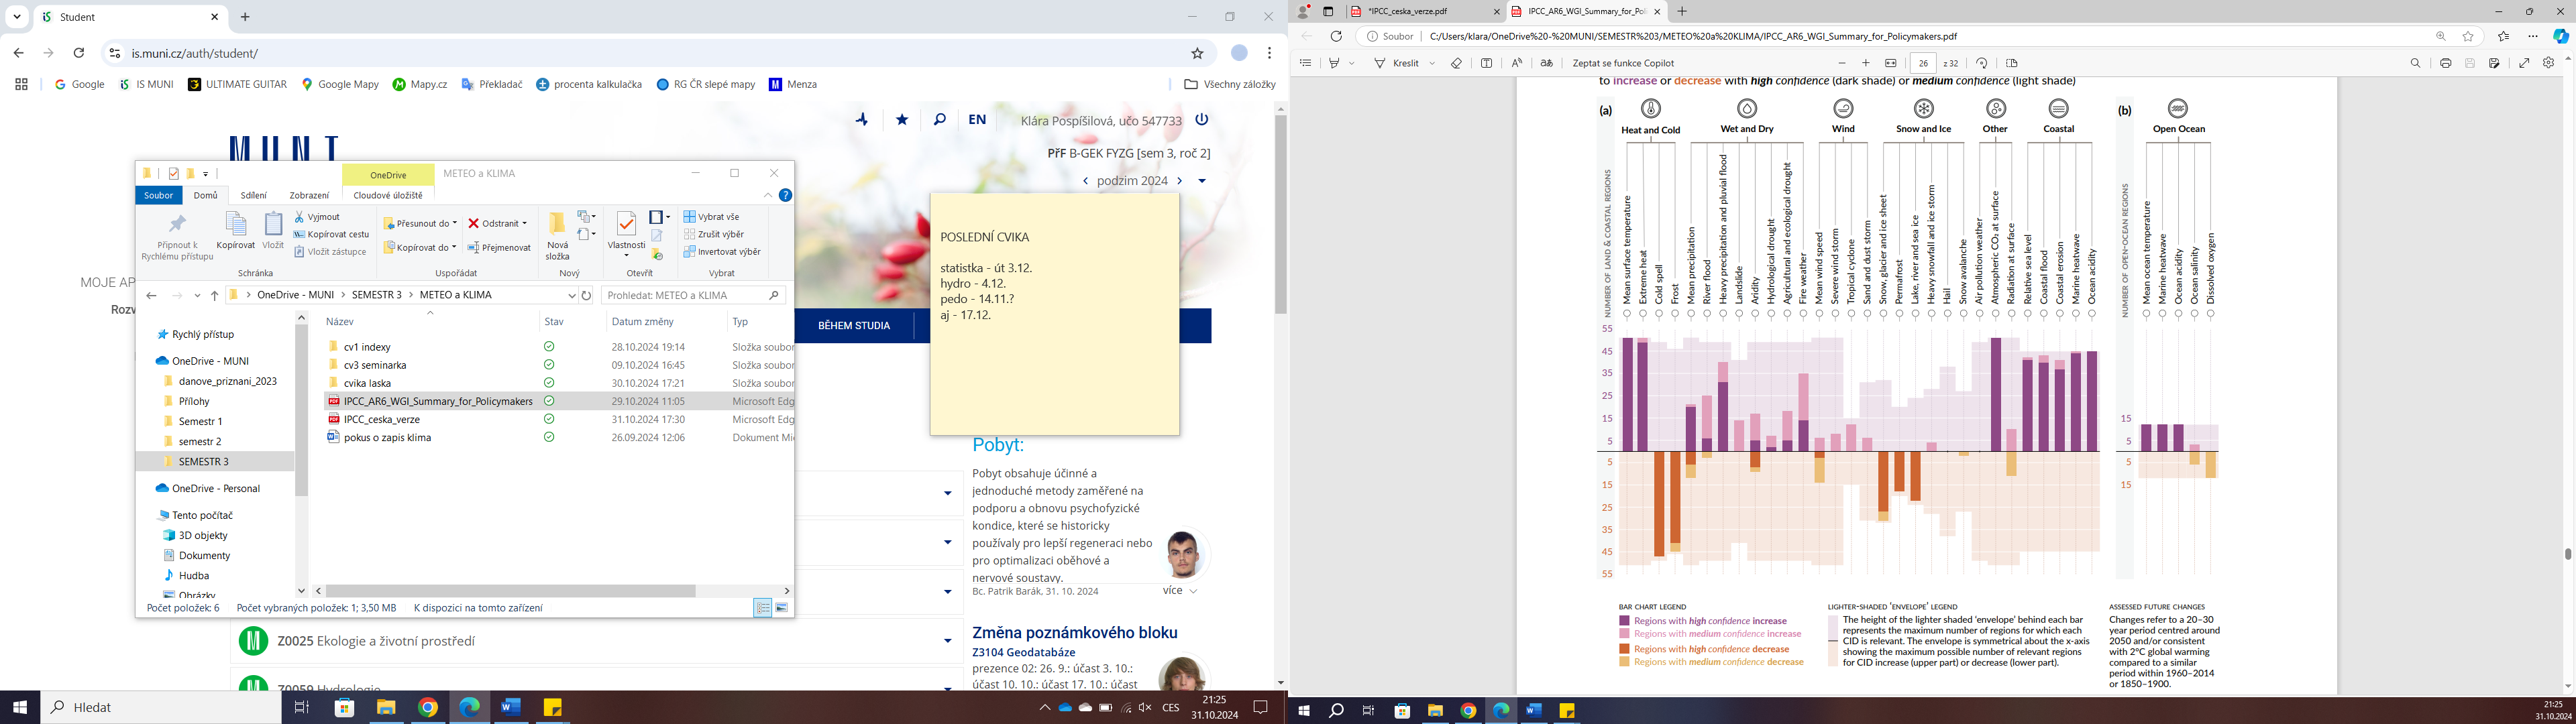 Student
is.muni.cz/auth/student/
Google
IS MUNI
ULTIMATE GUITAR
Google Mapy
Mapy.cz
Překladač
procenta kalkulačka
RG ČR slepé mapy
Menza
Všechny záložky
EN
Klára Pospíšilová, učo 547733
PřF B-GEK FYZG [sem 3, roč 2]
podzim 2024
MOJE AP
Rozv
BĚHEM STUDIA
OneDrive
METEO a KLIMA
Soubor
Domů
Sdílení
Zobrazení
Cloudové úložiště
Připnout k
Rychlému přístupu
Kopírovat
Vložit
Vyjmout
Kopírovat cestu
Vložit zástupce
Schránka
Přesunout do
Kopírovat do
Odstranit
Přejmenovat
Uspořádat
Nová
složka
Nový
Vlastnosti
Otevřít
Vybrat vše
Zrušit výběr
Invertovat výběr
Vybrat
OneDrive - MUNI
SEMESTR 3
METEO a KLIMA
Prohledat: METEO a KLIMA
Název
Stav
Datum změny
Typ
Rychlý přístup
OneDrive - MUNI
danove_priznani_2023
Přílohy
Semestr 1
semestr 2
SEMESTR 3
OneDrive - Personal
Tento počítač
3D objekty
Dokumenty
Hudba
Obrázky
cv1 indexy 28.10.2024 19:14 Složka soubor
cv3 seminarka 09.10.2024 16:45 Složka soubor
cvika laska 30.10.2024 17:21 Složka soubor
IPCC_AR6_WGI_Summary_for_Policymakers 29.10.2024 11:05 Microsoft Edg
IPCC_ceska_verze 31.10.2024 17:30 Microsoft Edg
pokus o zapis klima 26.09.2024 12:06 Dokument Mi
Počet položek: 6
Počet vybraných položek: 1; 3,50 MB
K dispozici na tomto zařízení
POSLEDNÍ CVIKA
statistka - út 3.12.
hydro - 4.12.
pedo - 14.11.?
aj - 17.12.
Pobyt:
Pobyt obsahuje účinné a
jednoduché metody zaměřené na
podporu a obnovu psychofyzické
kondice, které se historicky
používaly pro lepší regeneraci nebo
pro optimalizaci oběhové a
nervové soustavy.
Bc. Patrik Barák, 31. 10. 2024
více
Změna poznámkového bloku
Z3104 Geodatabáze
prezence 02: 26. 9.: účast 3. 10.:
účast 10. 10.: účast 17. 10.: účast
Z0025 Ekologie a životní prostředí
Z0059 Hydrologie
Hledat
CES
21:25
31.10.2024
*IPCC_ceska_verze.pdf
IPCC_AR6_WGI_Summary_for_Poli
Soubor
C:/Users/klara/OneDrive%20-%20MUNI/SEMESTR%203/METEO%20a%20KLIMA/IPCC_AR6_WGI_Summary_for_Policymakers.pdf
Kreslit
Zeptat se funkce Copilot
26
z 32
to increase or decrease with high confidence (dark shade) or medium confidence (light shade)
(a)
Heat and Cold
Wet and Dry
Wind
Snow and Ice
Other
Coastal
(b)
Open Ocean
NUMBER OF LAND & COASTAL REGIONS
Mean surface temperature
Extreme heat
Cold spell
Frost
Mean precipitation
River flood
Heavy precipitation and pluvial flood
Landslide
Aridity
Hydrological drought
Agricultural and ecological drought
Fire weather
Mean wind speed
Severe wind storm
Tropical cyclone
Sand and dust storm
Snow, glacier and ice sheet
Permafrost
Lake, river and sea ice
Heavy snowfall and ice storm
Hail
Snow avalanche
Air pollution weather
Atmospheric CO₂ at surface
Radiation at surface
Relative sea level
Coastal flood
Coastal erosion
Marine heatwave
Ocean acidity
NUMBER OF OPEN-OCEAN REGIONS
Mean ocean temperature
Marine heatwave
Ocean acidity
Ocean salinity
Dissolved oxygen
55
45
35
25
15
5
5
15
25
35
45
55
15
5
5
15
BAR CHART LEGEND
Regions with high confidence increase
Regions with medium confidence increase
Regions with high confidence decrease
Regions with medium confidence decrease
LIGHTER-SHADED ‘ENVELOPE’ LEGEND
The height of the lighter shaded ‘envelope’ behind each bar
represents the maximum number of regions for which each
CID is relevant. The envelope is symmetrical about the x-axis
showing the maximum possible number of relevant regions
for CID increase (upper part) or decrease (lower part).
ASSESSED FUTURE CHANGES
Changes refer to a 20–30
year period centred around
2050 and/or consistent
with 2°C global warming
compared to a similar
period within 1960–2014
or 1850–1900.
21:25
31.10.2024